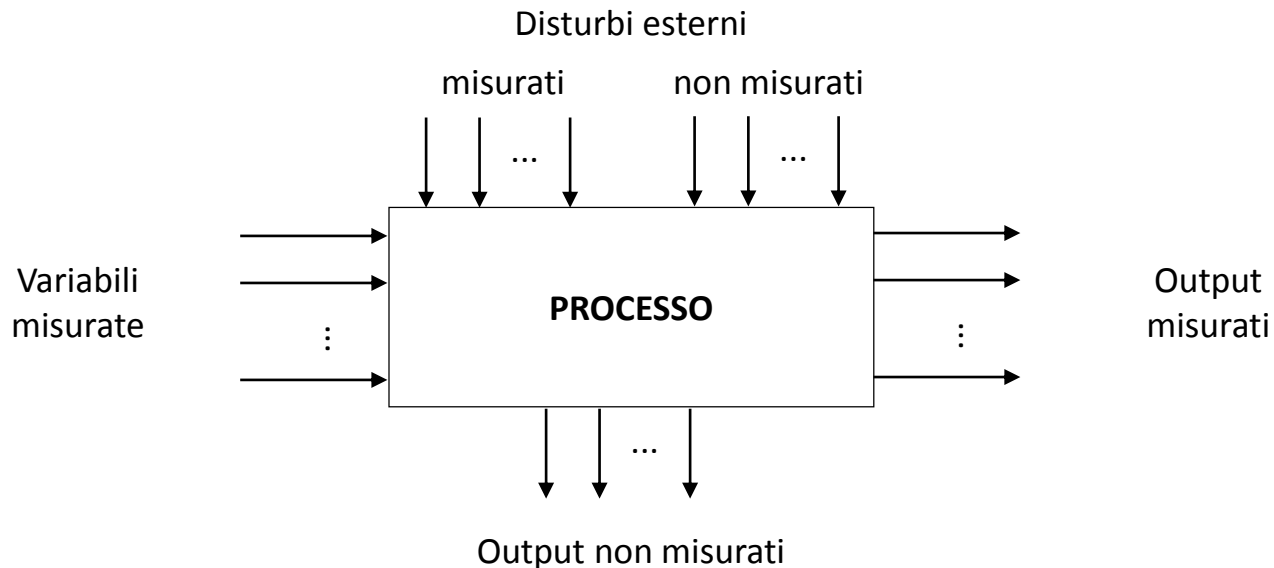 Disturbi esterni
misurati non misurati
... ...
Variabili
misurate
...
PROCESSO
Output
misurati
...
...
Output non misurati